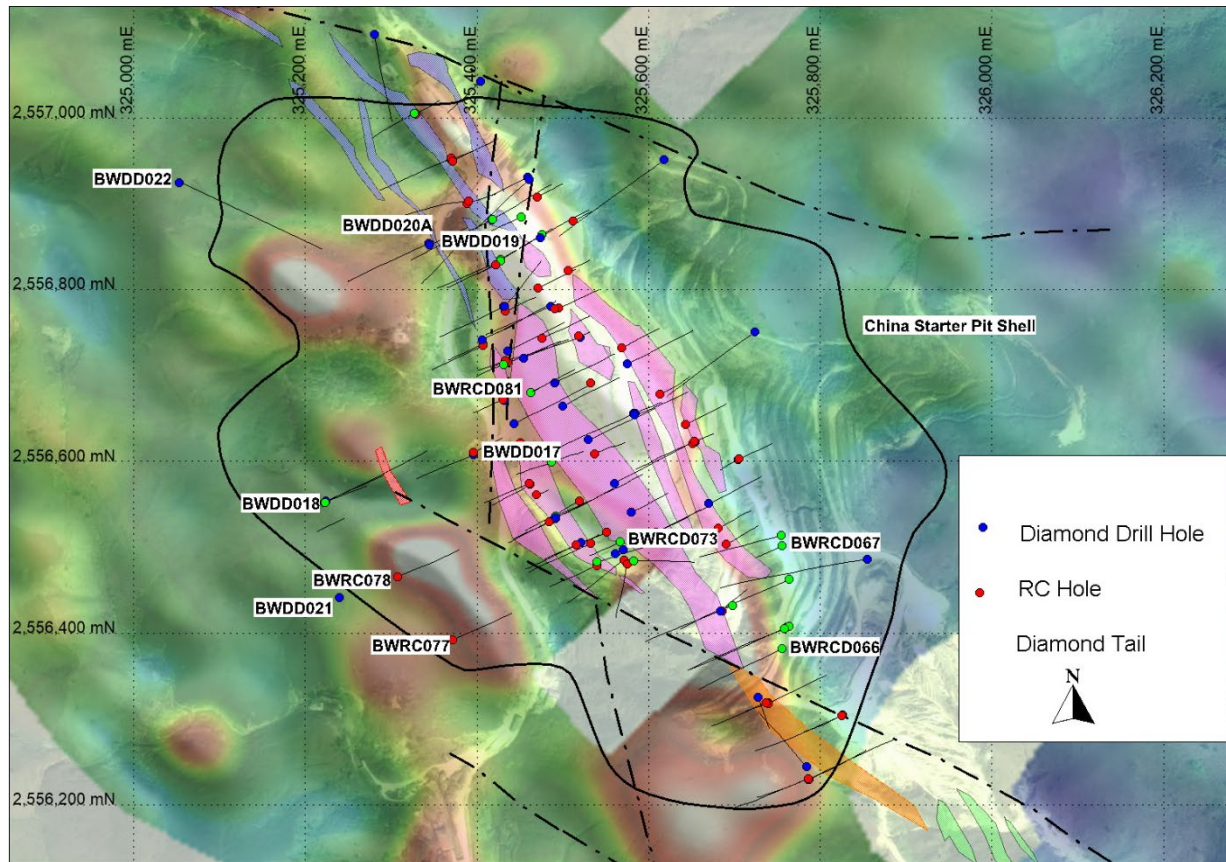 325,000 mE
325,200 mE
325,400 mE
325,600 mE
325,800 mE
326,000 mE
326,200 mE
2,557,000 mN
BWDD022
BWDD020A
BWDD019
2,556,800 mN
China Starter Pit Shell
BWRCD081
2,556,600 mN
BWDD017
BWDD018
BWRCD073
BWRCD067
BWRC078
BWDD021
2,556,400 mN
BWRC077
BWRCD066
2,556,200 mN
Diamond Drill Hole
RC Hole
Diamond Tail
N